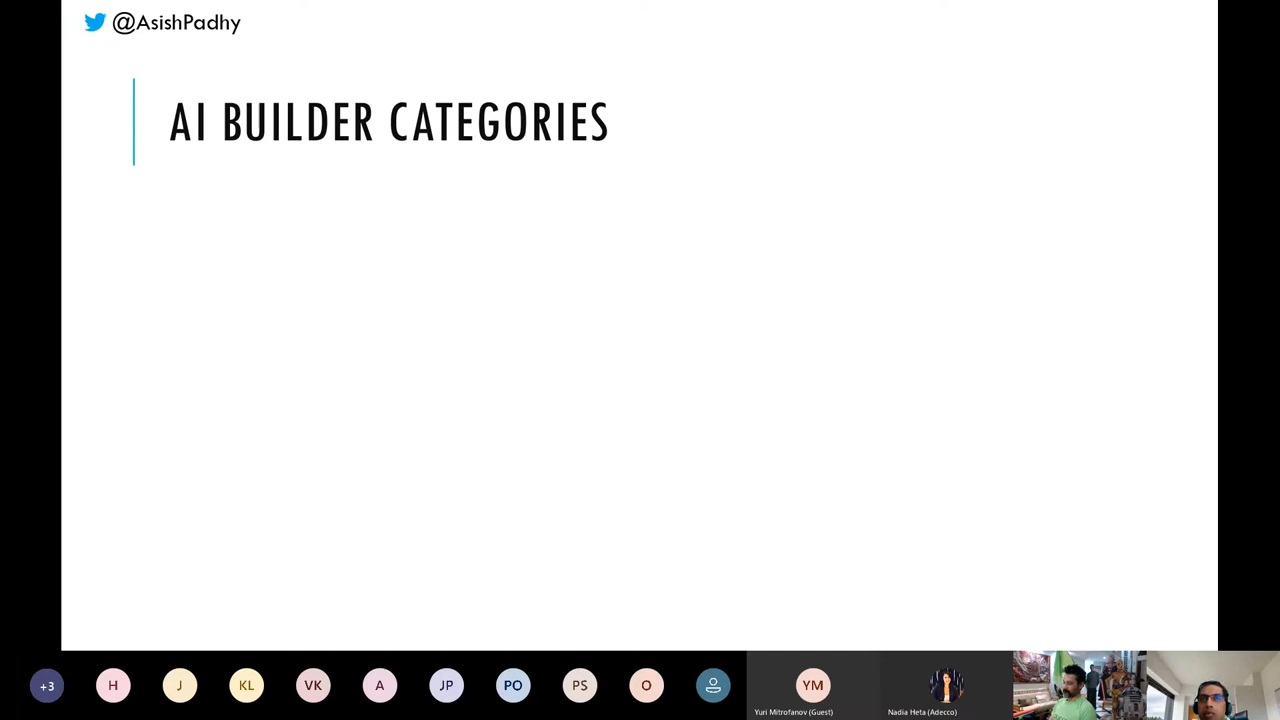 @AsishPadhy
AI BUILDER CATEGORIES
+3
H
J
KL
VK
A
JP
PO
PS
O
YM
Yuri Mitrofanov (Guest)
Nadia Heta (Adecco)